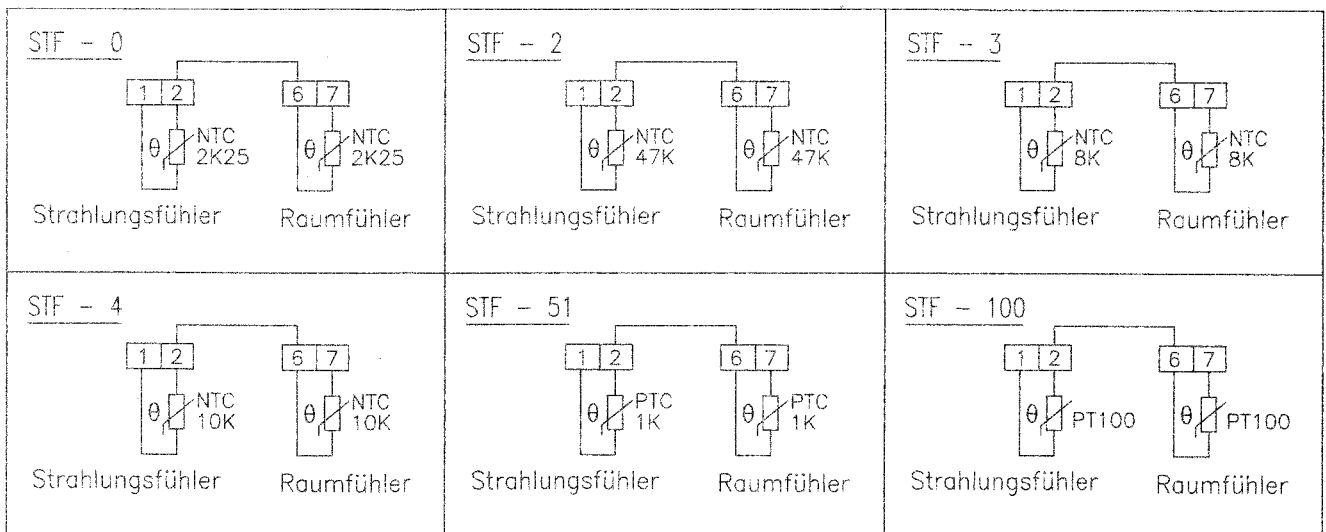 STF - 0
1 2 6 7
θ NTC 2K25 θ NTC 2K25
Strahlungsfühler Raumfühler
STF - 2
1 2 6 7
θ NTC 47K θ NTC 47K
Strahlungsfühler Raumfühler
STF - 3
1 2 6 7
θ NTC 8K θ NTC 8K
Strahlungsfühler Raumfühler
STF - 4
1 2 6 7
θ NTC 10K θ NTC 10K
Strahlungsfühler Raumfühler
STF - 51
1 2 6 7
θ PTC 1K θ PTC 1K
Strahlungsfühler Raumfühler
STF - 100
1 2 6 7
θ PT100 θ PT100
Strahlungsfühler Raumfühler